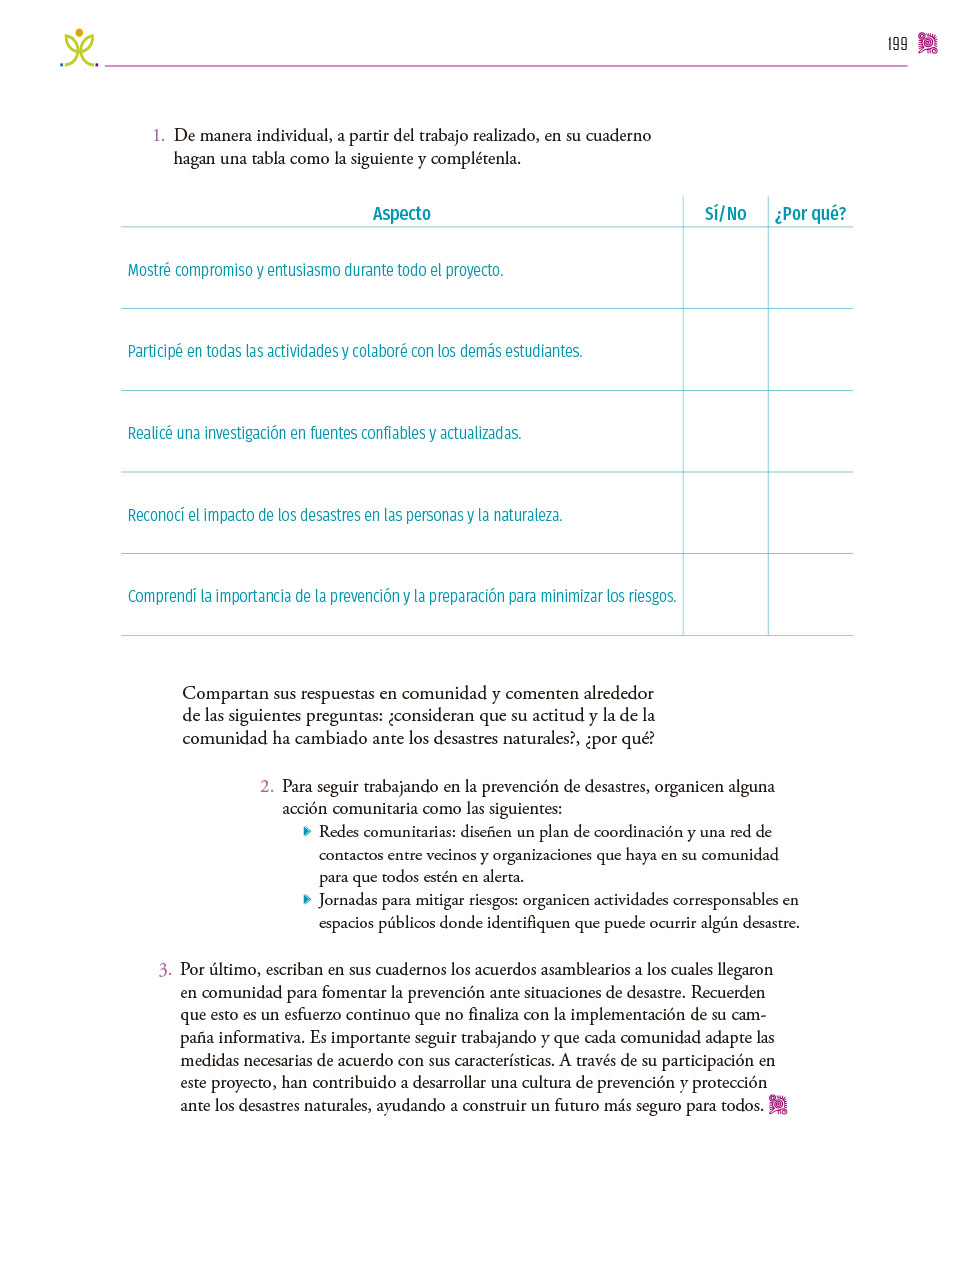 199
1. De manera individual, a partir del trabajo realizado, en su cuaderno
hagan una tabla como la siguiente y complétenla.
Aspecto Sí/No ¿Por qué?
Mostré compromiso y entusiasmo durante todo el proyecto.
Participé en todas las actividades y colaboré con los demás estudiantes.
Realicé una investigación en fuentes confiables y actualizadas.
Reconocí el impacto de los desastres en las personas y la naturaleza.
Comprendí la importancia de la prevención y la preparación para minimizar los riesgos.
Compartan sus respuestas en comunidad y comenten alrededor
de las siguientes preguntas: ¿consideran que su actitud y la de la
comunidad ha cambiado ante los desastres naturales?, ¿por qué?
2. Para seguir trabajando en la prevención de desastres, organicen alguna
acción comunitaria como las siguientes:
Redes comunitarias: diseñen un plan de coordinación y una red de
contactos entre vecinos y organizaciones que haya en su comunidad
para que todos estén en alerta.
Jornadas para mitigar riesgos: organicen actividades corresponsables en
espacios públicos donde identifiquen que puede ocurrir algún desastre.
3. Por último, escriban en sus cuadernos los acuerdos asamblearios a los cuales llegaron
en comunidad para fomentar la prevención ante situaciones de desastre. Recuerden
que esto es un esfuerzo continuo que no finaliza con la implementación de su cam-
paña informativa. Es importante seguir trabajando y que cada comunidad adapte las
medidas necesarias de acuerdo con sus características. A través de su participación en
este proyecto, han contribuido a desarrollar una cultura de prevención y protección
ante los desastres naturales, ayudando a construir un futuro más seguro para todos.